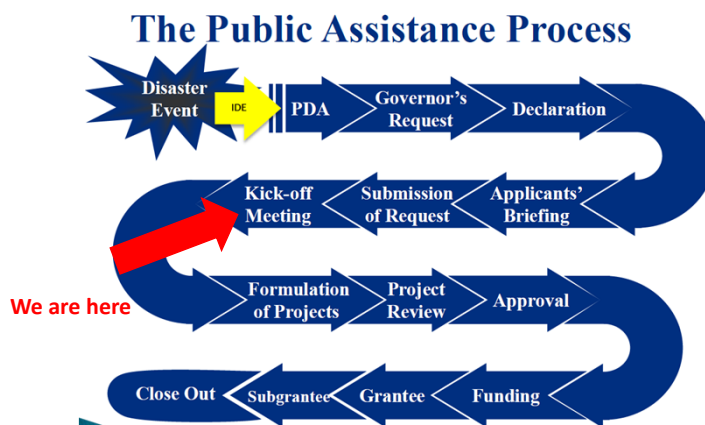 The Public Assistance Process
Disaster
Event
IDE
PDA
Governor's
Request
Declaration
Kick-off
Meeting
Submission
of Request
Applicants'
Briefing
We are here
Formulation
of Projects
Project
Review
Approval
Close Out
Subgrantee
Grantee
Funding